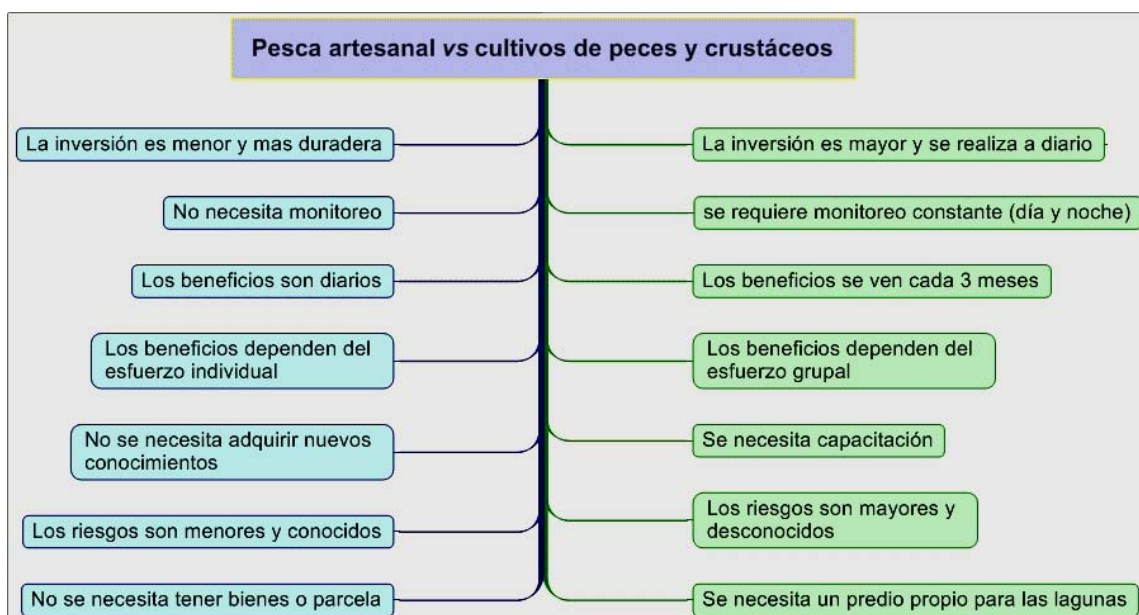 Pesca artesanal vs cultivos de peces y crustáceos
La inversión es menor y mas duradera
La inversión es mayor y se realiza a diario
No necesita monitoreo
se requiere monitoreo constante (día y noche)
Los beneficios son diarios
Los beneficios se ven cada 3 meses
Los beneficios dependen del
esfuerzo individual
Los beneficios dependen del
esfuerzo grupal
No se necesita adquirir nuevos
conocimientos
Se necesita capacitación
Los riesgos son menores y conocidos
Los riesgos son mayores y
desconocidos
No se necesita tener bienes o parcela
Se necesita un predio propio para las lagunas